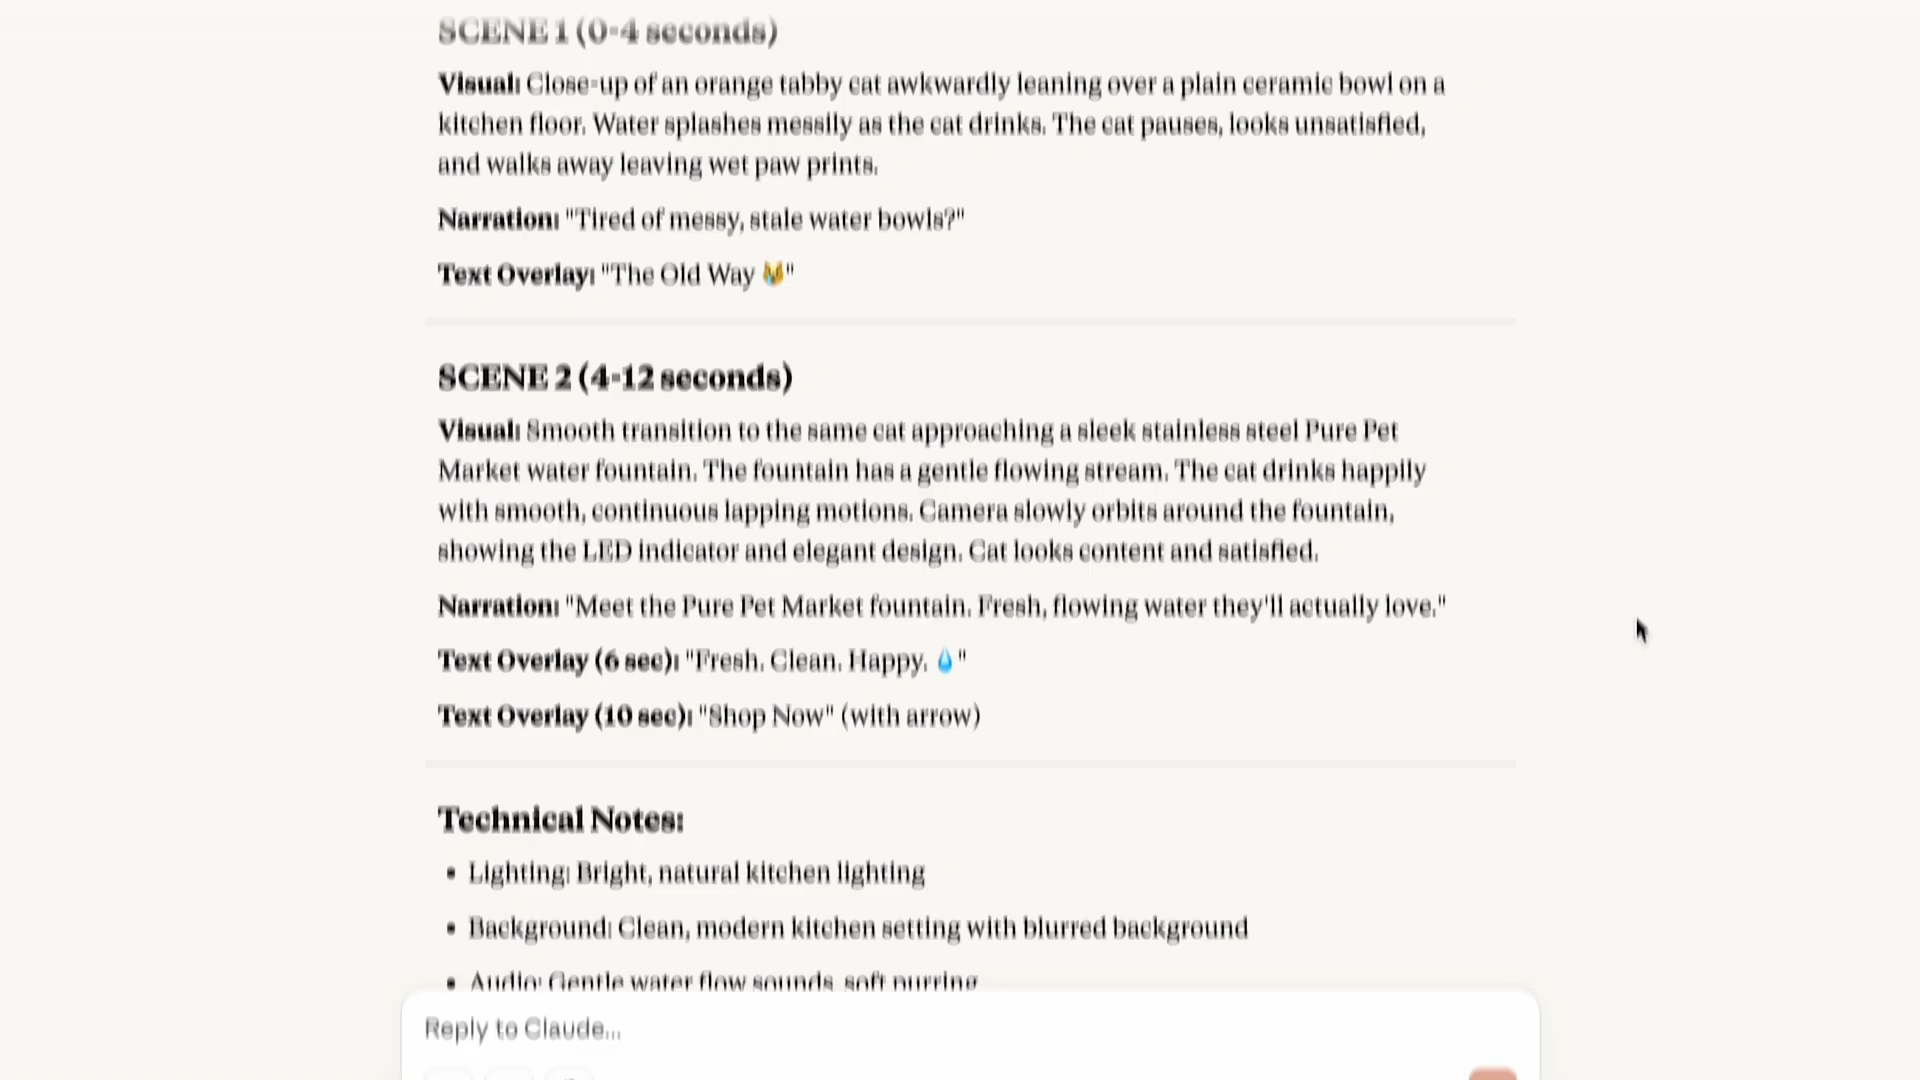 SCENE 1 (0-4 seconds)
Visual: Close-up of an orange tabby cat awkwardly leaning over a plain ceramic bowl on a
kitchen floor. Water splashes messily as the cat drinks. The cat pauses, looks unsatisfied,
and walks away leaving wet paw prints.
Narration: "Tired of messy, stale water bowls?"
Text Overlay: "The Old Way 😹"
SCENE 2 (4-12 seconds)
Visual: Smooth transition to the same cat approaching a sleek stainless steel Pure Pet
Market water fountain. The fountain has a gentle flowing stream. The cat drinks happily
with smooth, continuous lapping motions. Camera slowly orbits around the fountain,
showing the LED indicator and elegant design. Cat looks content and satisfied.
Narration: "Meet the Pure Pet Market fountain. Fresh, flowing water they'll actually love."
Text Overlay (6 sec): "Fresh. Clean. Happy. 💧"
Text Overlay (10 sec): "Shop Now" (with arrow)
Technical Notes:
• Lighting: Bright, natural kitchen lighting
• Background: Clean, modern kitchen setting with blurred background
• Audio: Gentle water flow sounds, soft purring
Reply to Claude...